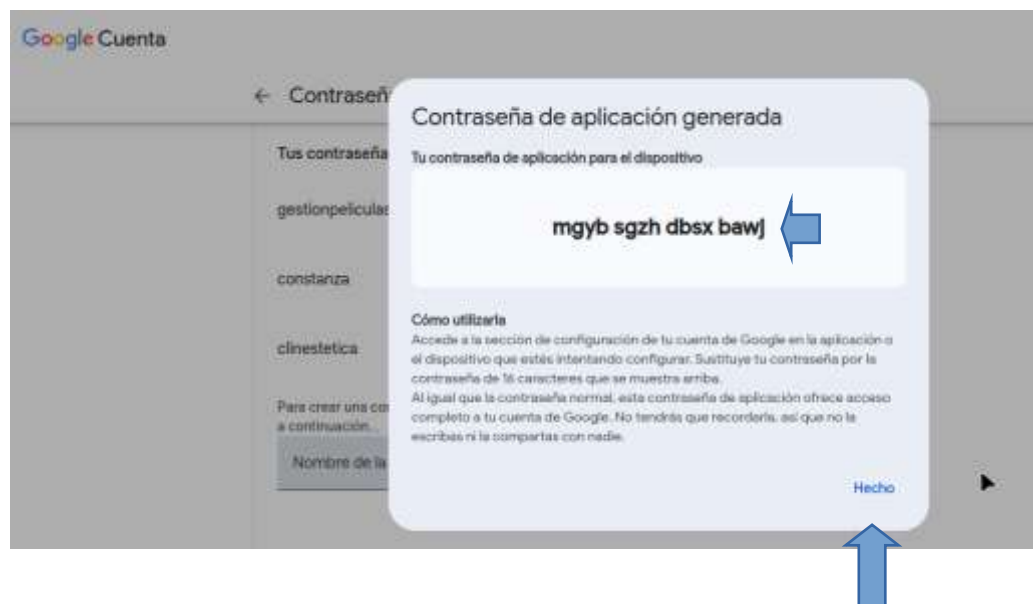 Google Cuenta
← Contraseñ
Contraseña de aplicación generada
Tus contraseña
Tu contraseña de aplicación para el dispositivo
gestionpeliculas
mgyb sgzh dbsx bawj
constanza
clinestetica
Cómo utilizarla
Accede a la sección de configuración de tu cuenta de Google en la aplicación o
el dispositivo que estés intentando configurar. Sustituye tu contraseña por la
contraseña de 16 caracteres que se muestra arriba.
Para crear una co
a continuación.
Al igual que la contraseña normal, esta contraseña de aplicación ofrece acceso
completo a tu cuenta de Google. No tendrás que recordarla, así que no la
escribas ni la compartas con nadie.
Nombre de la
Hecho